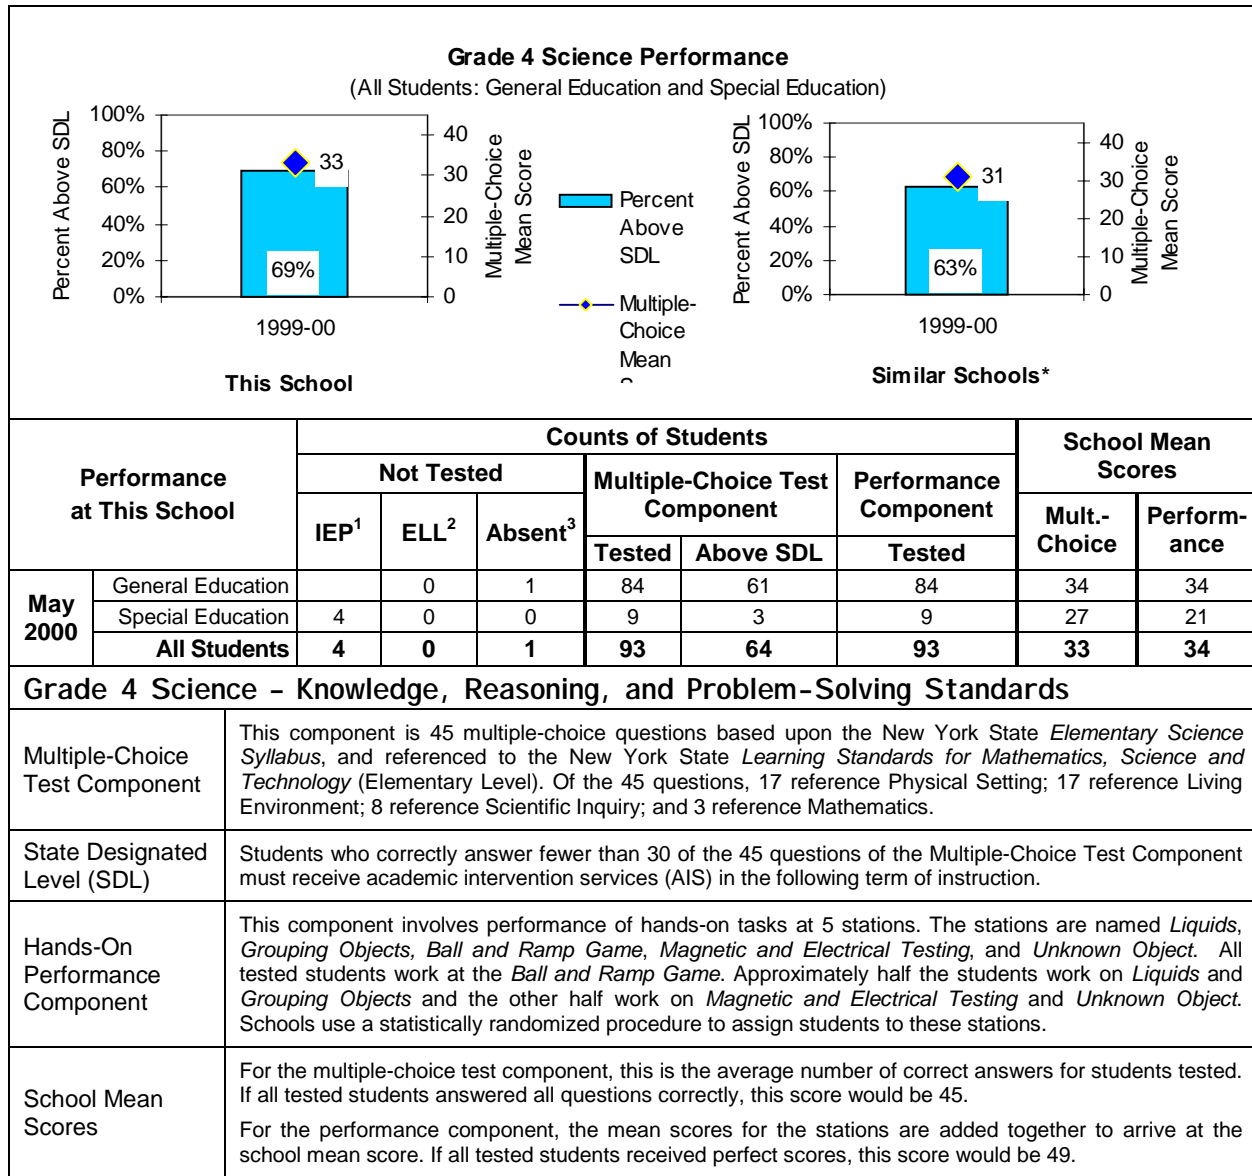 Grade 4 Science Performance
(All Students: General Education and Special Education)
Percent Above SDL
100%
80%
60%
40%
20%
0%
33
69%
1999-00
This School
40
30
20
10
0
Multiple-Choice
Mean Score
Percent
Above
SDL
Multiple-
Choice
Mean
Percent Above SDL
100%
80%
60%
40%
20%
0%
31
63%
1999-00
Similar Schools*
40
30
20
10
0
Multiple-Choice
Mean Score
Performance
at This School
Counts of Students
School Mean
Scores
Not Tested
Multiple-Choice Test
Component
Performance
Component
IEP1 ELL2 Absent3
Tested Above SDL Tested
Mult.-
Choice
Perform-
ance
May
2000
General Education 0 1 84 61 84 34 34
Special Education 4 0 0 9 3 9 27 21
All Students 4 0 1 93 64 93 33 34
Grade 4 Science – Knowledge, Reasoning, and Problem-Solving Standards
Multiple-Choice
Test Component
This component is 45 multiple-choice questions based upon the New York State Elementary Science
Syllabus, and referenced to the New York State Learning Standards for Mathematics, Science and
Technology (Elementary Level). Of the 45 questions, 17 reference Physical Setting; 17 reference Living
Environment; 8 reference Scientific Inquiry; and 3 reference Mathematics.
State Designated
Level (SDL)
Students who correctly answer fewer than 30 of the 45 questions of the Multiple-Choice Test Component
must receive academic intervention services (AIS) in the following term of instruction.
Hands-On
Performance
Component
This component involves performance of hands-on tasks at 5 stations. The stations are named Liquids,
Grouping Objects, Ball and Ramp Game, Magnetic and Electrical Testing, and Unknown Object. All
tested students work at the Ball and Ramp Game. Approximately half the students work on Liquids and
Grouping Objects and the other half work on Magnetic and Electrical Testing and Unknown Object.
Schools use a statistically randomized procedure to assign students to these stations.
School Mean
Scores
For the multiple-choice test component, this is the average number of correct answers for students tested.
If all tested students answered all questions correctly, this score would be 45.
For the performance component, the mean scores for the stations are added together to arrive at the
school mean score. If all tested students received perfect scores, this score would be 49.